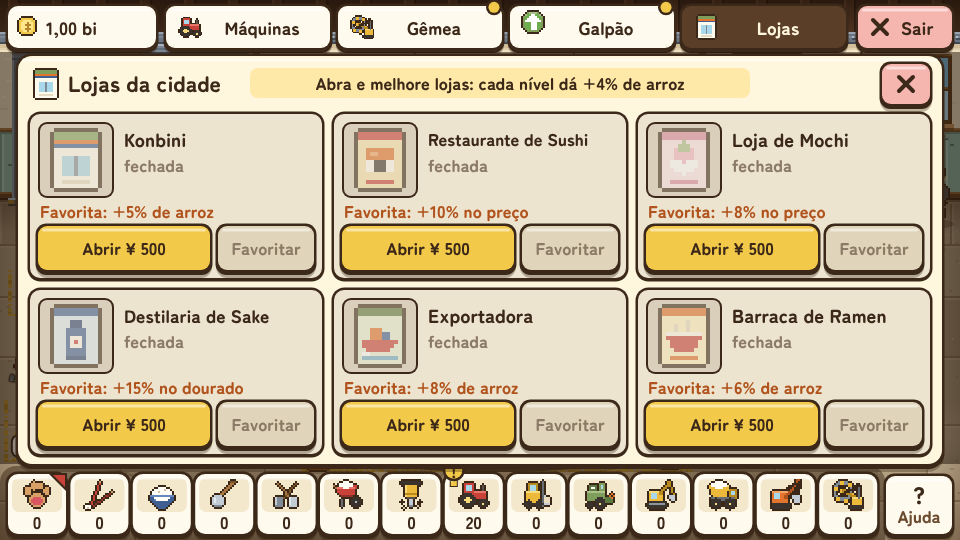 1,00 bi
Máquinas
Gêmea
Galpão
Lojas
Sair
Lojas da cidade
Abra e melhore lojas: cada nível dá +4% de arroz
Konbini
fechada
Favorita: +5% de arroz
Abrir ¥ 500
Favoritar
Restaurante de Sushi
fechada
Favorita: +10% no preço
Abrir ¥ 500
Favoritar
Loja de Mochi
fechada
Favorita: +8% no preço
Abrir ¥ 500
Favoritar
Destilaria de Sake
fechada
Favorita: +15% no dourado
Abrir ¥ 500
Favoritar
Exportadora
fechada
Favorita: +8% de arroz
Abrir ¥ 500
Favoritar
Barraca de Ramen
fechada
Favorita: +6% de arroz
Abrir ¥ 500
Favoritar
0
0
0
0
0
0
0
20
0
0
0
0
0
0
?
Ajuda